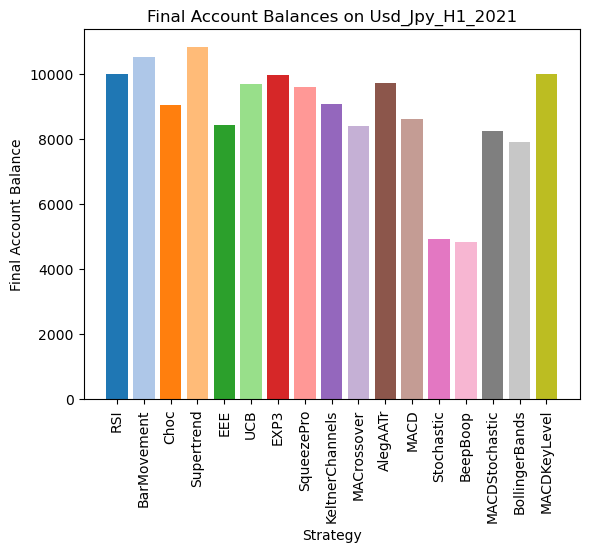 Final Account Balances on Usd_Jpy_H1_2021
Final Account Balance
10000
8000
6000
4000
2000
0
RSI
BarMovement
Choc
Supertrend
EEE
UCB
EXP3
SqueezePro
KeltnerChannels
MACrossover
AlegAATr
MACD
Stochastic
BeepBoop
MACDStochastic
BollingerBands
MACDKeyLevel
Strategy